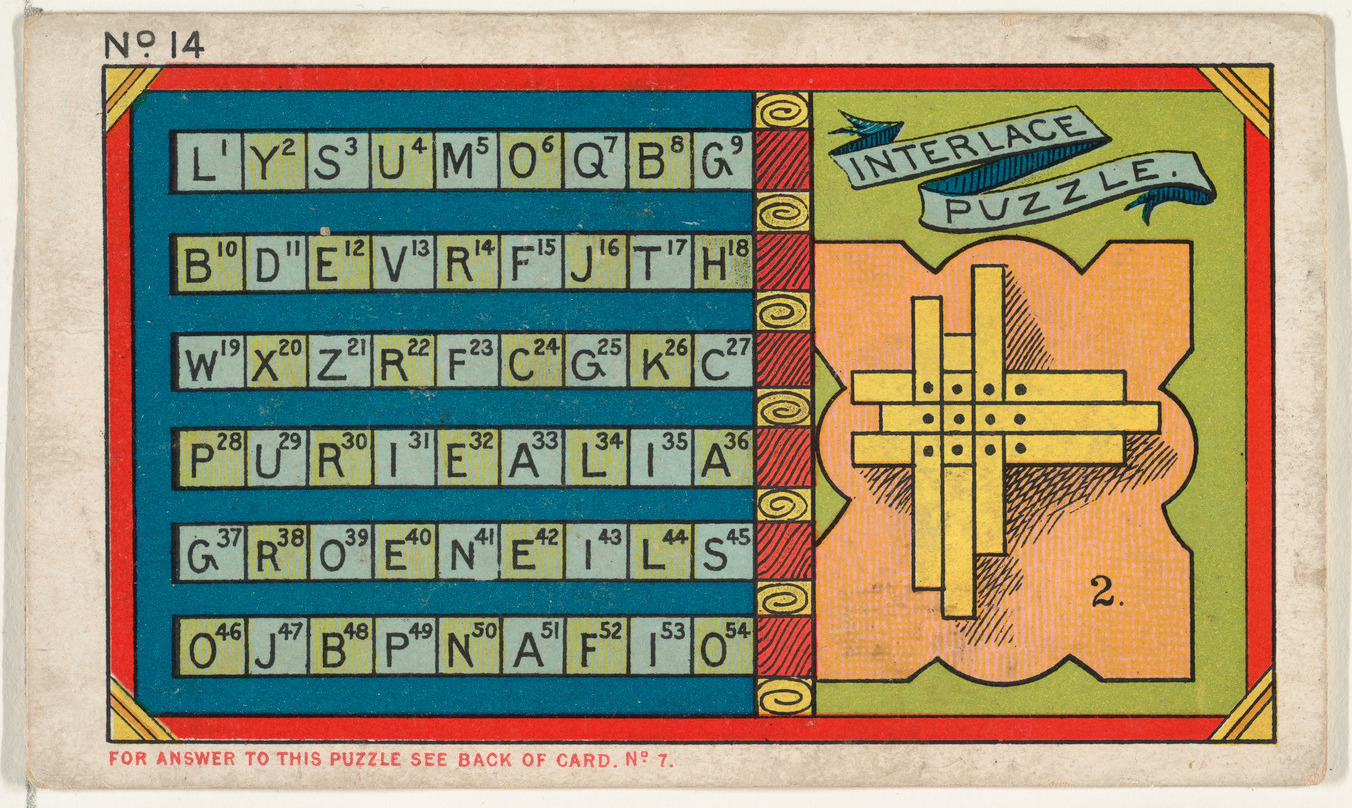 Nº 14
INTERLACE
PUZZLE.
L1 Y2 S3 U4 M5 O6 Q7 B8 G9
B10 D11 E12 V13 R14 F15 J16 T17 H18
W19 X20 Z21 R22 F23 C24 G25 K26 C27
P28 U29 R30 I31 E32 A33 L34 I35 A36
G37 R38 O39 E40 N41 E42 I43 L44 S45
O46 J47 B48 P49 N50 A51 F52 I53 O54
2.
FOR ANSWER TO THIS PUZZLE SEE BACK OF CARD. Nº 7.